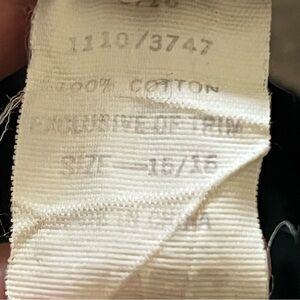 1110/3747
100% COTTON
EXCLUSIVE OF TRIM
SIZE — 15/16
MADE IN CHINA